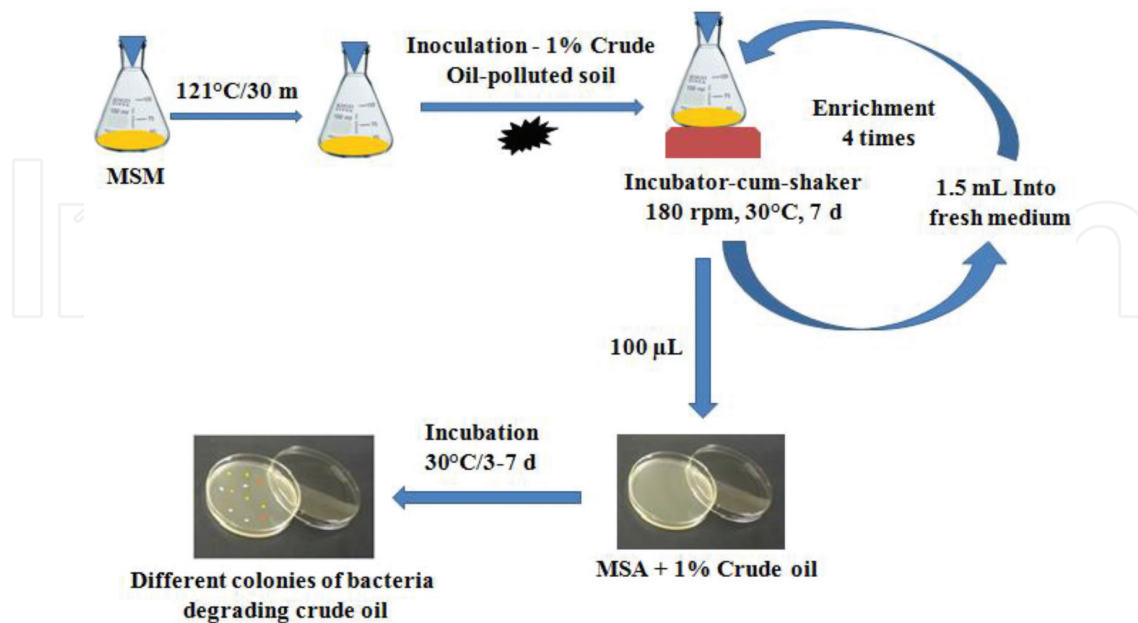 Inoculation - 1% Crude
Oil-polluted soil
121°C/30 m
MSM
Enrichment
4 times
Incubator-cum-shaker
180 rpm, 30°C, 7 d
1.5 mL Into
fresh medium
100 µL
Incubation
30°C/3-7 d
MSA + 1% Crude oil
Different colonies of bacteria
degrading crude oil